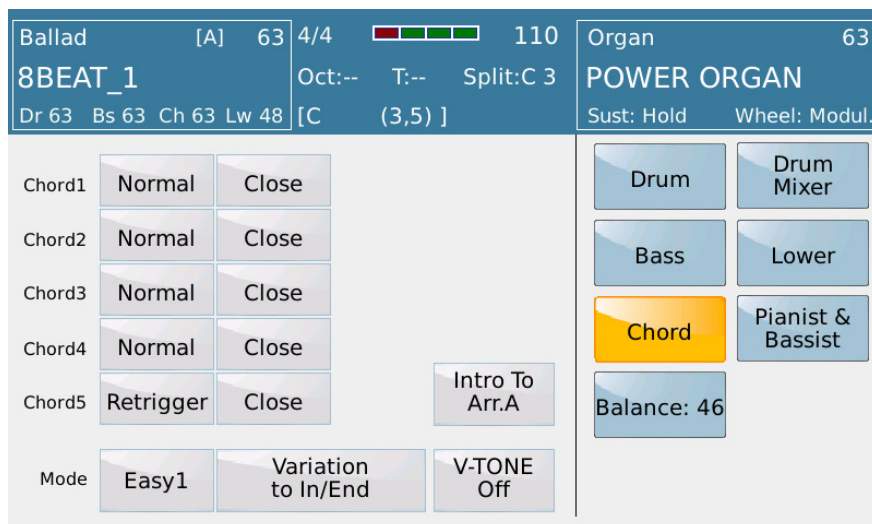 Ballad [A] 63 4/4 110 Organ 63
8BEAT_1 Oct:-- T:-- Split:C 3 POWER ORGAN
Dr 63 Bs 63 Ch 63 Lw 48 [C (3,5) ] Sust: Hold Wheel: Modul.
Chord1 Normal Close
Chord2 Normal Close
Chord3 Normal Close
Chord4 Normal Close
Chord5 Retrigger Close
Intro To
Arr.A
Mode Easy1
Variation
to In/End
V-TONE
Off
Drum
Drum
Mixer
Bass
Lower
Chord
Pianist &
Bassist
Balance: 46